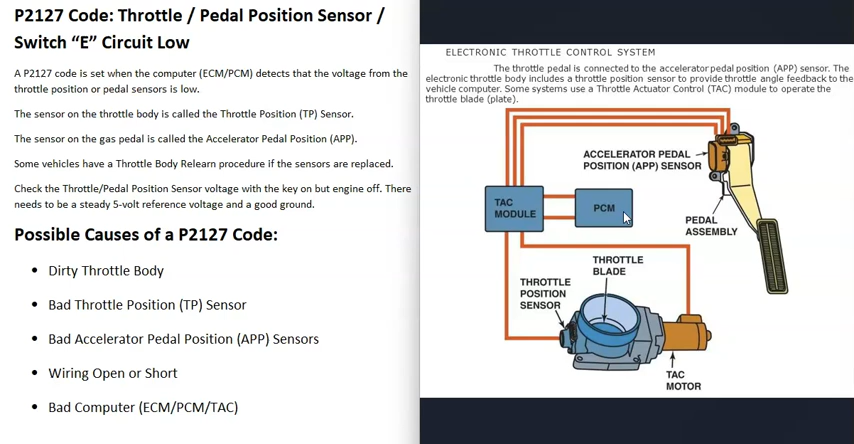 P2127 Code: Throttle / Pedal Position Sensor /
Switch “E” Circuit Low
A P2127 code is set when the computer (ECM/PCM) detects that the voltage from the
throttle position or pedal sensors is low.
The sensor on the throttle body is called the Throttle Position (TP) Sensor.
The sensor on the gas pedal is called the Accelerator Pedal Position (APP).
Some vehicles have a Throttle Body Relearn procedure if the sensors are replaced.
Check the Throttle/Pedal Position Sensor voltage with the key on but engine off. There
needs to be a steady 5-volt reference voltage and a good ground.
Possible Causes of a P2127 Code:
• Dirty Throttle Body
• Bad Throttle Position (TP) Sensor
• Bad Accelerator Pedal Position (APP) Sensors
• Wiring Open or Short
• Bad Computer (ECM/PCM/TAC)
ELECTRONIC THROTTLE CONTROL SYSTEM
The throttle pedal is connected to the accelerator pedal position (APP) sensor. The
electronic throttle body includes a throttle position sensor to provide throttle angle feedback to the
vehicle computer. Some systems use a Throttle Actuator Control (TAC) module to operate the
throttle blade (plate).
ACCELERATOR PEDAL
POSITION (APP) SENSOR
TAC
MODULE
PCM
PEDAL
ASSEMBLY
THROTTLE
BLADE
THROTTLE
POSITION
SENSOR
TAC
MOTOR